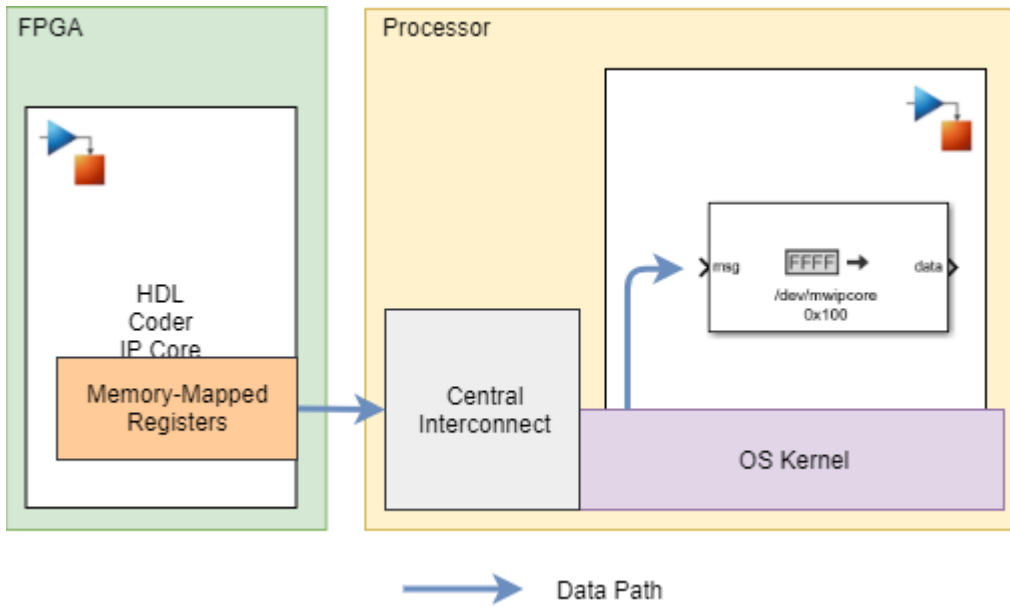 FPGA
Processor
HDL
Coder
IP Core
Memory-Mapped
Registers
Central
Interconnect
msg
FFFF
data
/dev/mwipcore
0x100
OS Kernel
Data Path